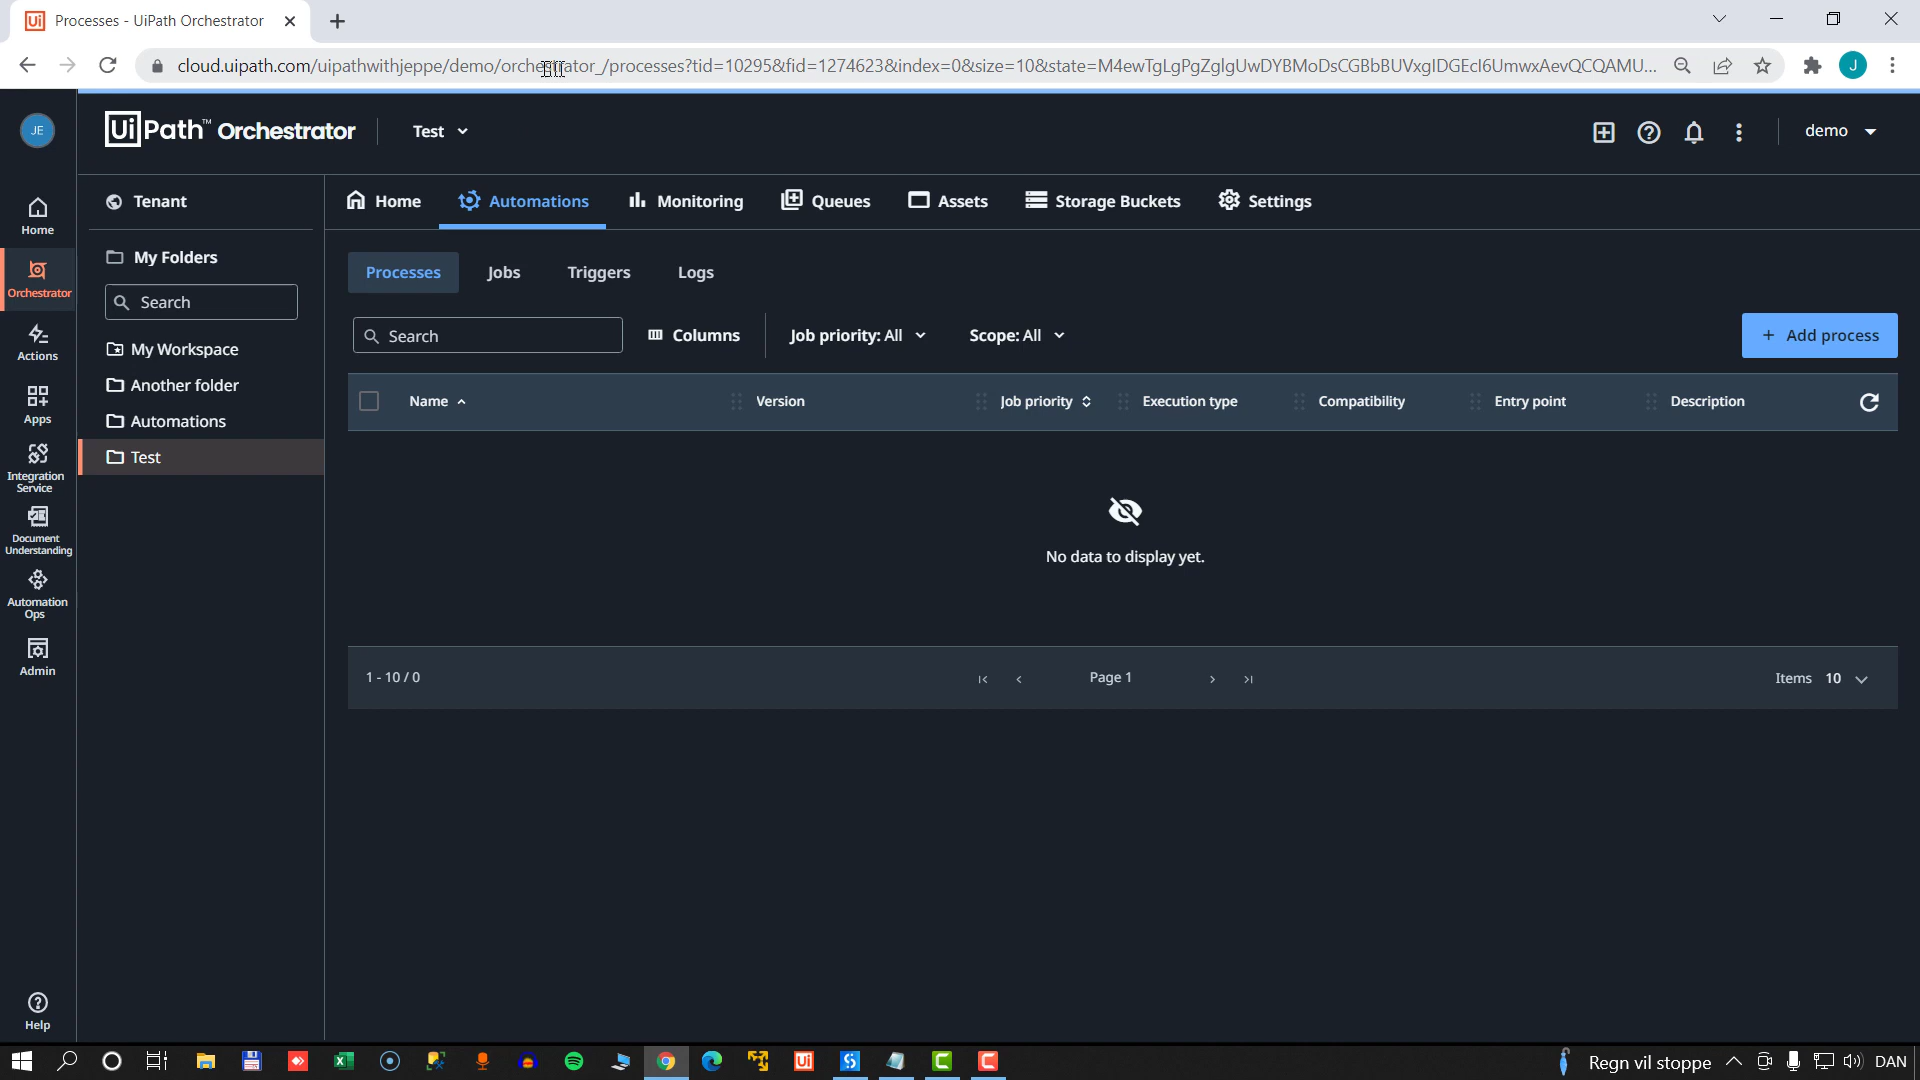 Ui Processes - UiPath Orchestrator
cloud.uipath.com/uipathwithjeppe/demo/orchestrator_/processes?tid=10295&fid=1274623&index=0&size=10&state=
J
JE
UiPath™ Orchestrator
Test
demo
Home
Orchestrator
Actions
Apps
Integration
Service
Document
Understanding
Automation
Ops
Admin
Help
Tenant
My Folders
Search
My Workspace
Another folder
Automations
Test
Home Automations Monitoring Queues Assets Storage Buckets Settings
Processes Jobs Triggers Logs
Search Columns Job priority: All Scope: All + Add process
Name Version Job priority Execution type Compatibility Entry point Description
No data to display yet.
1 - 10 / 0 Page 1 Items 10
Ui
Regn vil stoppe DAN